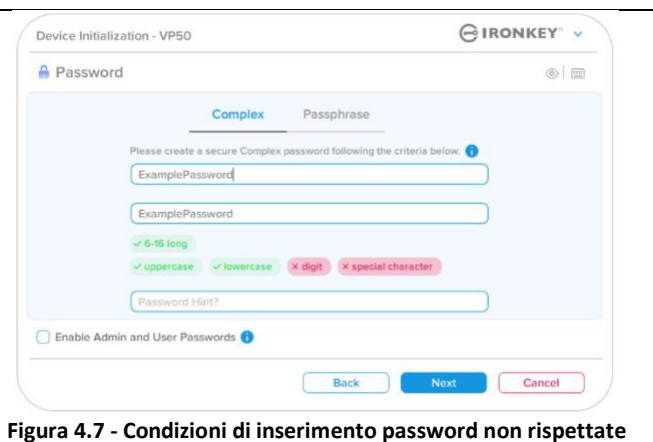 Device Initialization - VP50
IRONKEY™
Password
Complex Passphrase
Please create a secure Complex password following the criteria below.
ExamplePassword
ExamplePassword
✓ 6-16 long
✓ uppercase ✓ lowercase × digit × special character
Password Hint?
Enable Admin and User Passwords
Back Next Cancel
Figura 4.7 - Condizioni di inserimento password non rispettate